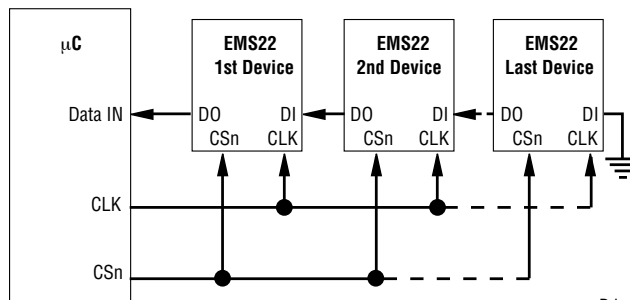 μC
EMS22
1st Device
EMS22
2nd Device
EMS22
Last Device
Data IN
DO
DI
DO
DI
DO
DI
CSn
CLK
CSn
CLK
CSn
CLK
CLK
CSn